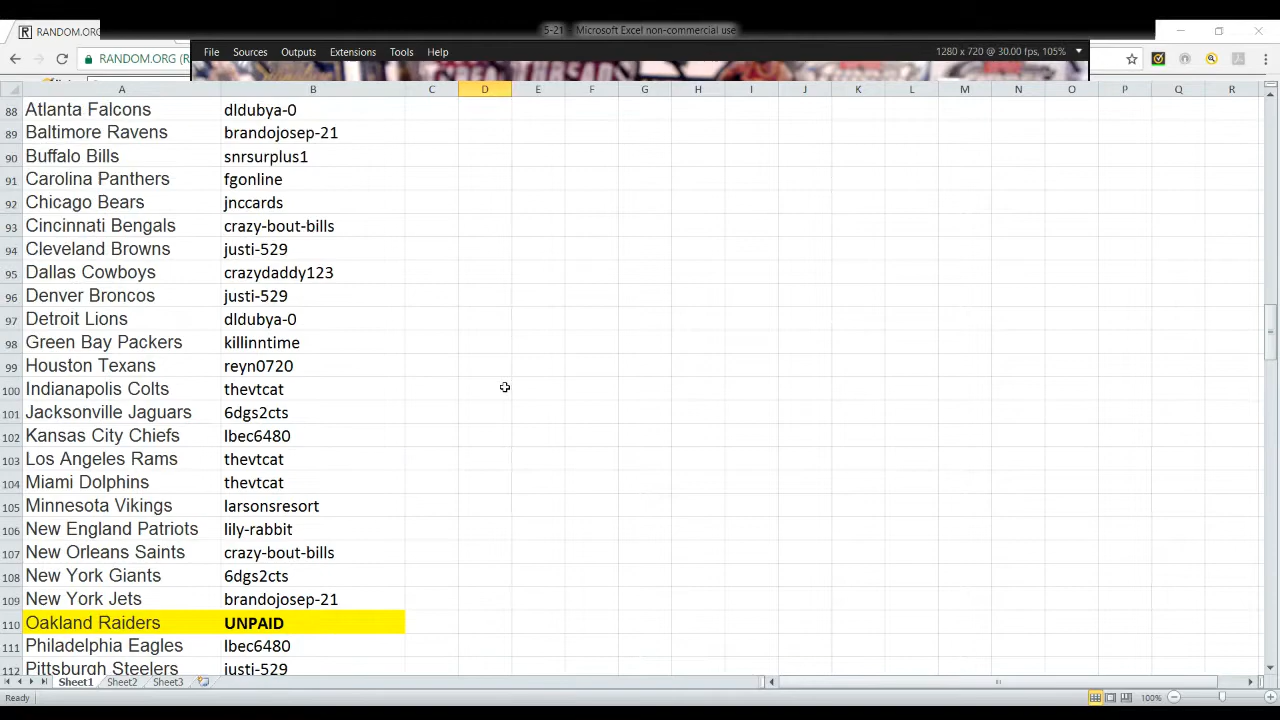 RANDOM.ORG
5-21 Microsoft Excel non-commercial use
File Sources Outputs Extensions Tools Help 1280 x 720 @ 30.00 fps, 105%
RANDOM.ORG (R
A B C D E F G H I J K L M N O P Q R
88 Atlanta Falcons dldubya-0
89 Baltimore Ravens brandojosep-21
90 Buffalo Bills snrsurplus1
91 Carolina Panthers fgonline
92 Chicago Bears jnccards
93 Cincinnati Bengals crazy-bout-bills
94 Cleveland Browns justi-529
95 Dallas Cowboys crazydaddy123
96 Denver Broncos justi-529
97 Detroit Lions dldubya-0
98 Green Bay Packers killinntime
99 Houston Texans reyn0720
100 Indianapolis Colts thevtcat
101 Jacksonville Jaguars 6dgs2cts
102 Kansas City Chiefs lbec6480
103 Los Angeles Rams thevtcat
104 Miami Dolphins thevtcat
105 Minnesota Vikings larsonsresort
106 New England Patriots lily-rabbit
107 New Orleans Saints crazy-bout-bills
108 New York Giants 6dgs2cts
109 New York Jets brandojosep-21
110 Oakland Raiders UNPAID
111 Philadelphia Eagles lbec6480
112 Pittsburgh Steelers justi-529
Sheet1 Sheet2 Sheet3
Ready 100%